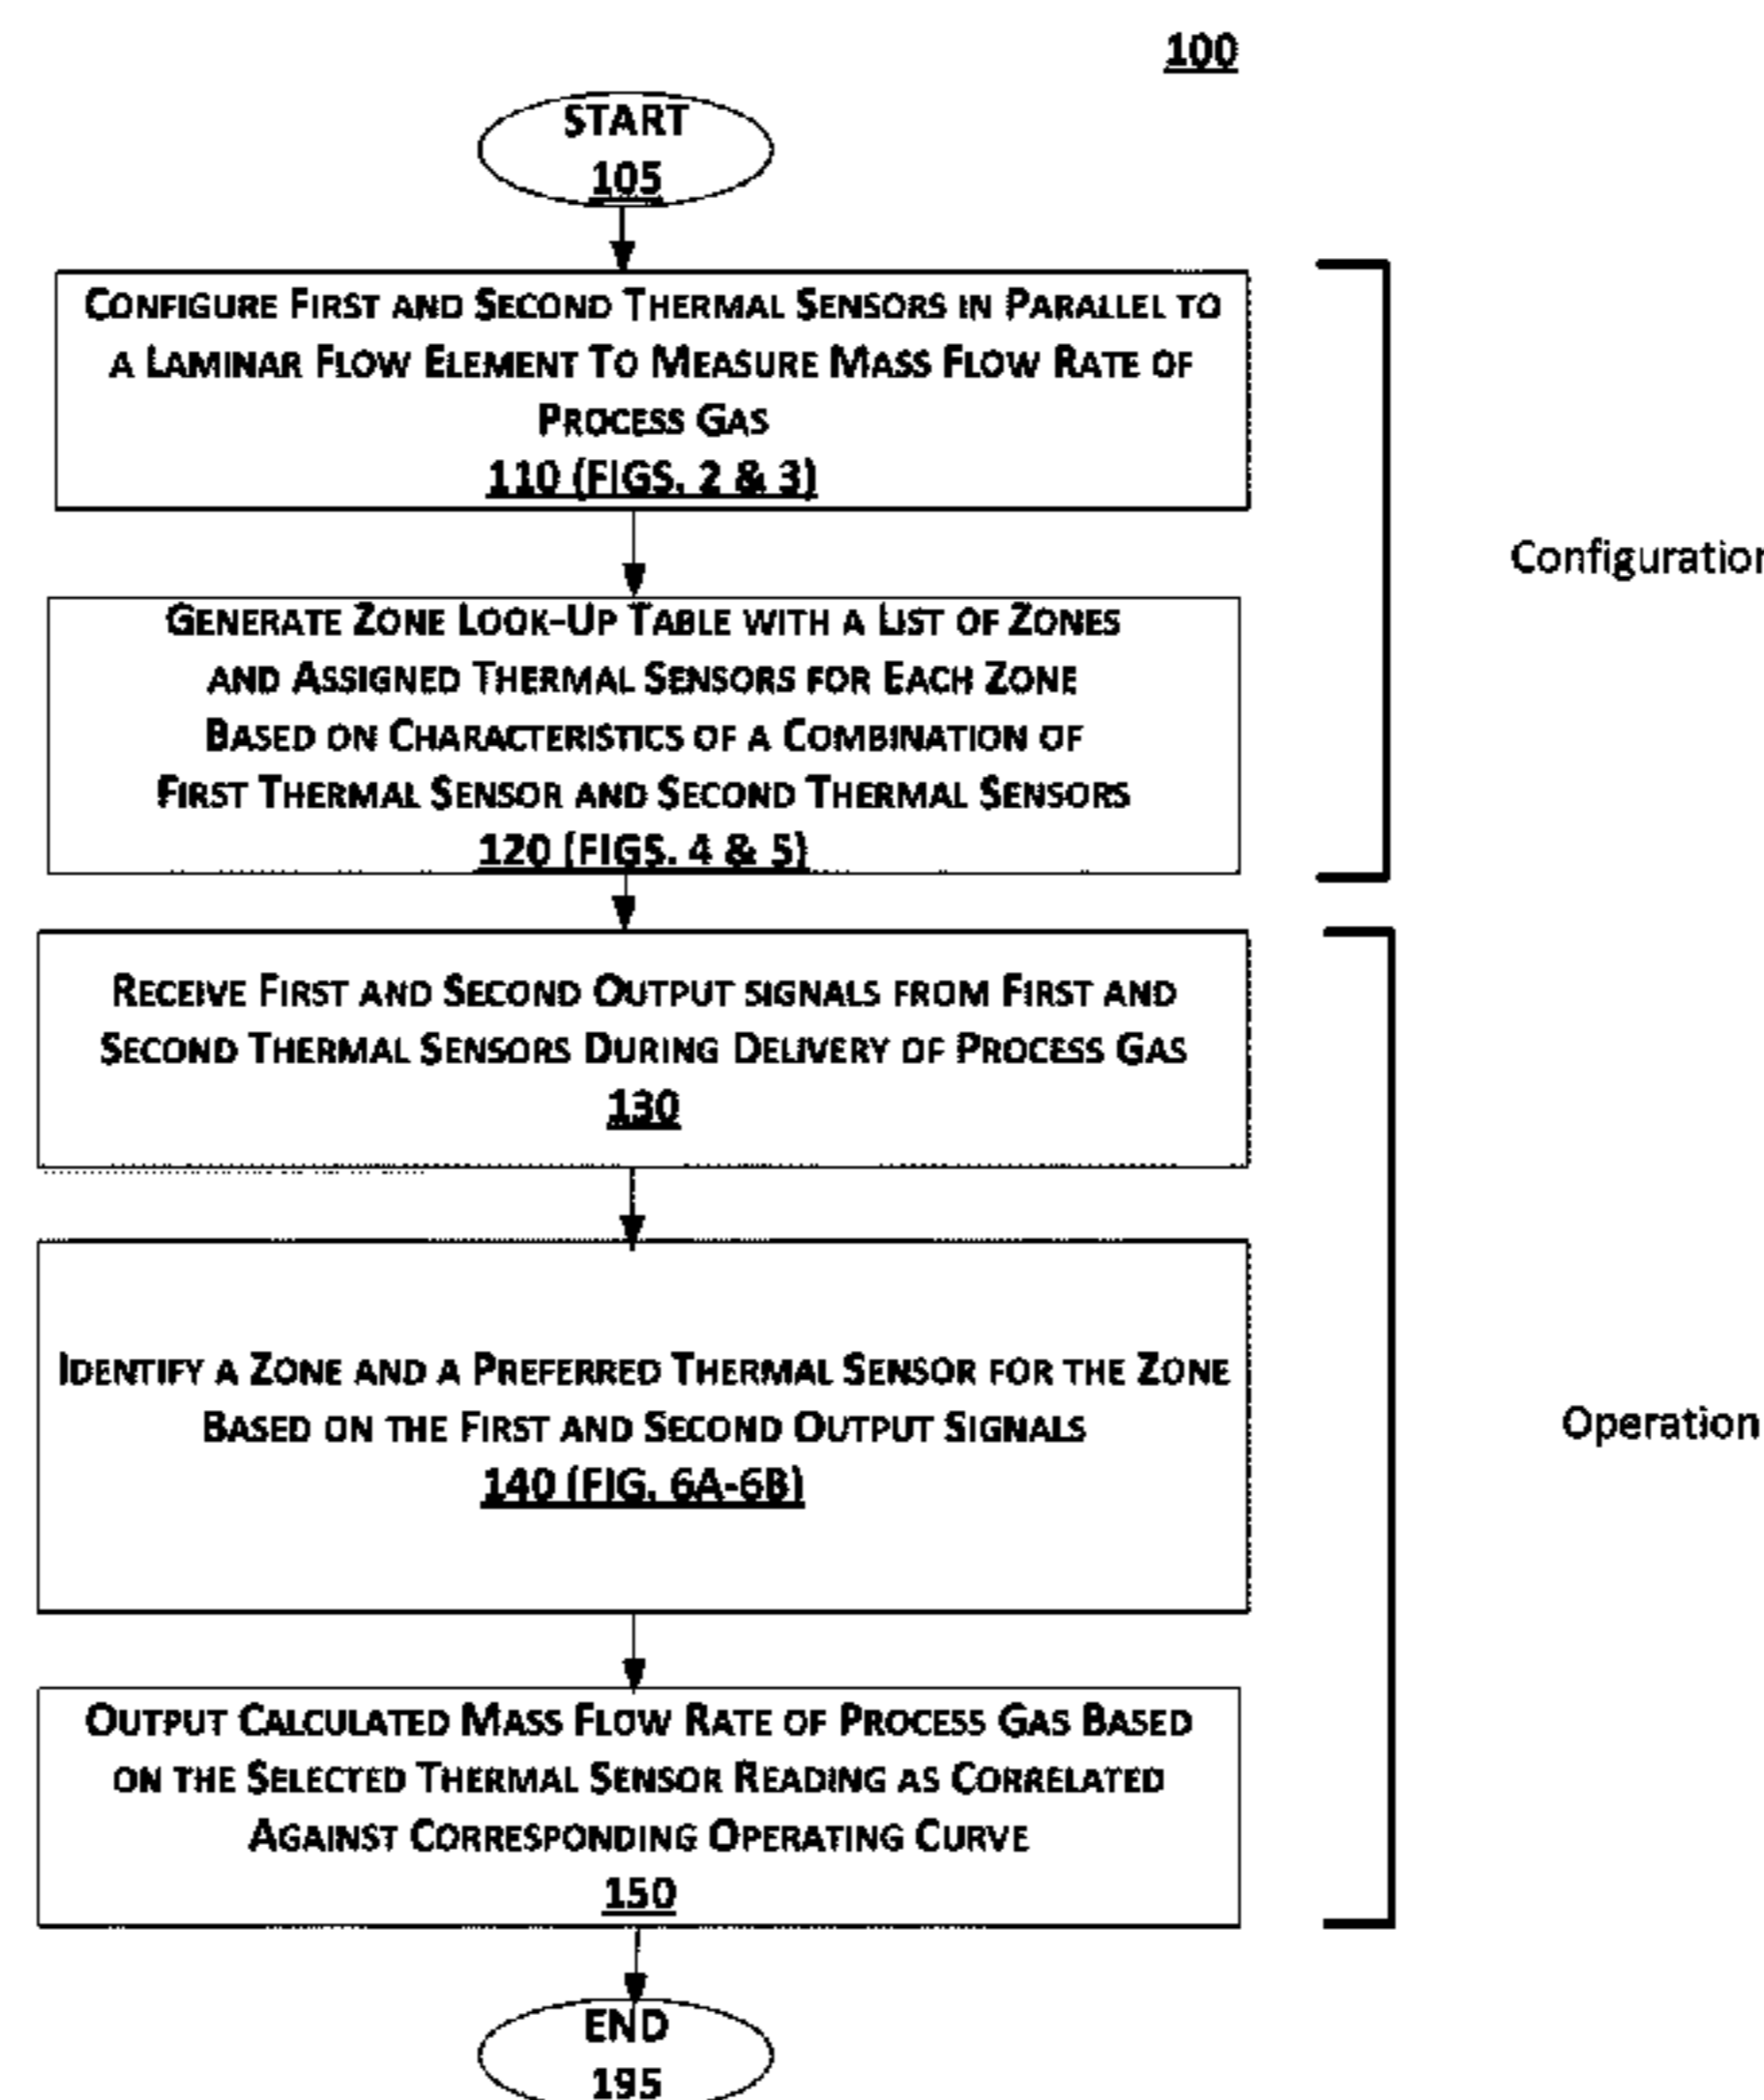 100
START
105
CONFIGURE FIRST AND SECOND THERMAL SENSORS IN PARALLEL TO
A LAMINAR FLOW ELEMENT TO MEASURE MASS FLOW RATE OF
PROCESS GAS
110 (FIGS. 2 & 3)
Configuration
GENERATE ZONE LOOK-UP TABLE WITH A LIST OF ZONES
AND ASSIGNED THERMAL SENSORS FOR EACH ZONE
BASED ON CHARACTERISTICS OF A COMBINATION OF
FIRST THERMAL SENSOR AND SECOND THERMAL SENSORS
120 (FIGS. 4 & 5)
RECEIVE FIRST AND SECOND OUTPUT SIGNALS FROM FIRST AND
SECOND THERMAL SENSORS DURING DELIVERY OF PROCESS GAS
130
IDENTIFY A ZONE AND A PREFERRED THERMAL SENSOR FOR THE ZONE
BASED ON THE FIRST AND SECOND OUTPUT SIGNALS
140 (FIG. 6A-6B)
Operation
OUTPUT CALCULATED MASS FLOW RATE OF PROCESS GAS BASED
ON THE SELECTED THERMAL SENSOR READING AS CORRELATED
AGAINST CORRESPONDING OPERATING CURVE
150
END
195